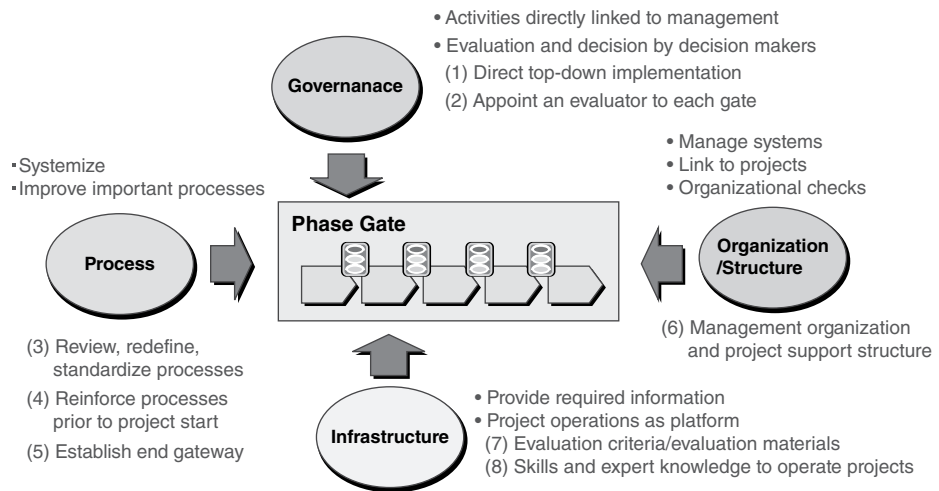 • Activities directly linked to management
• Evaluation and decision by decision makers
(1) Direct top-down implementation
(2) Appoint an evaluator to each gate
Governanace
• Manage systems
• Link to projects
• Organizational checks
▪Systemize
▪Improve important processes
Phase Gate
Process
Organization
/Structure
(3) Review, redefine,
standardize processes
(4) Reinforce processes
prior to project start
(5) Establish end gateway
(6) Management organization
and project support structure
Infrastructure
• Provide required information
• Project operations as platform
(7) Evaluation criteria/evaluation materials
(8) Skills and expert knowledge to operate projects